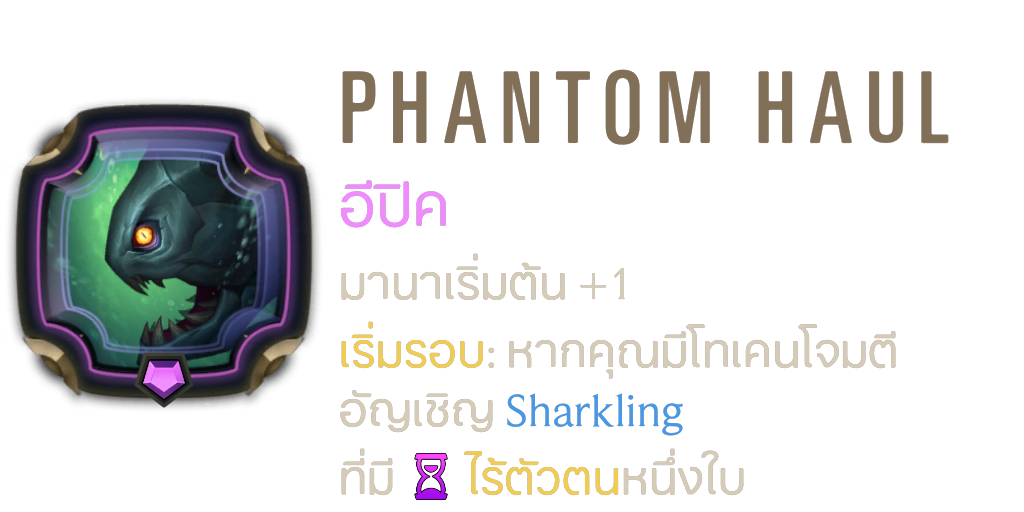 PHANTOM HAUL
อีปิค
มานาเริ่มต้น +1
เริ่มรอบ: หากคุณมีโทเคนโจมตี
อัญเชิญ Sharkling
ที่มี ไร้ตัวตนหนึ่งใบ